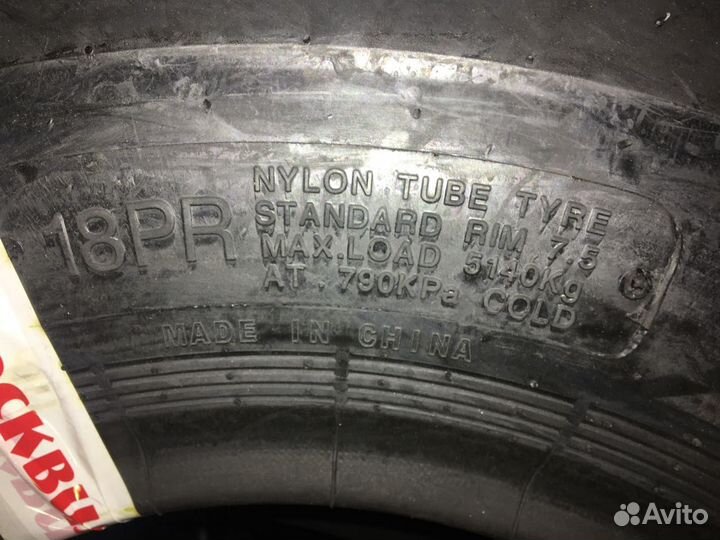 18PR
NYLON TUBE TYRE
STANDARD RIM 7.5
MAX.LOAD 5140Kg
AT 790KPa COLD
MADE IN CHINA
Avito